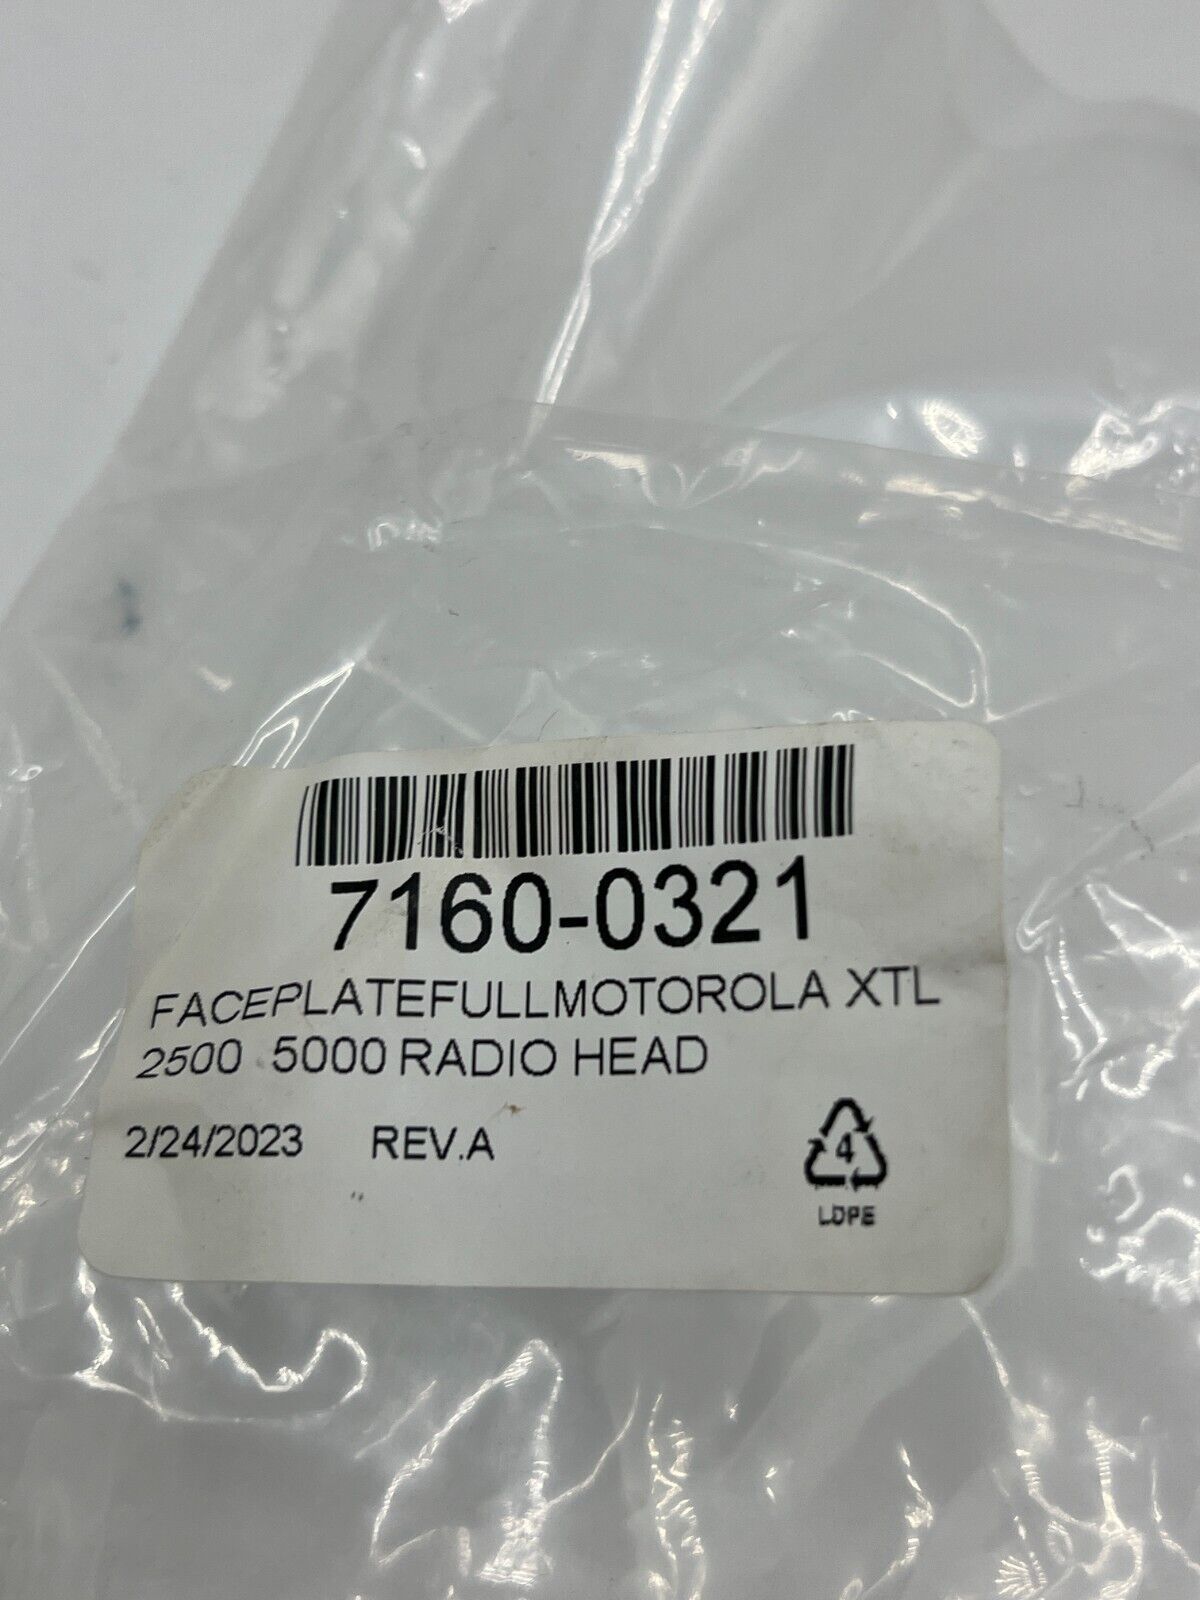 7160-0321
FACEPLATEFULLMOTOROLA XTL
2500 5000 RADIO HEAD
2/24/2023 REV.A
4
LDPE